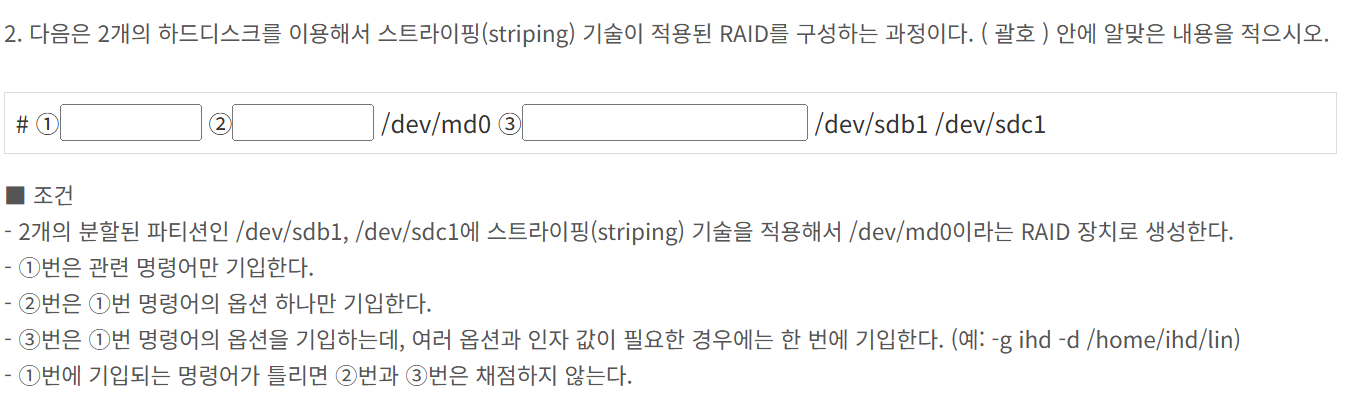 2. 다음은 2개의 하드디스크를 이용해서 스트라이핑(striping) 기술이 적용된 RAID를 구성하는 과정이다. ( 괄호 ) 안에 알맞은 내용을 적으시오.
# ① ② /dev/md0 ③ /dev/sdb1 /dev/sdc1
■ 조건
- 2개의 분할된 파티션인 /dev/sdb1, /dev/sdc1에 스트라이핑(striping) 기술을 적용해서 /dev/md0이라는 RAID 장치로 생성한다.
- ①번은 관련 명령어만 기입한다.
- ②번은 ①번 명령어의 옵션 하나만 기입한다.
- ③번은 ①번 명령어의 옵션을 기입하는데, 여러 옵션과 인자 값이 필요한 경우에는 한 번에 기입한다. (예: -g ihd -d /home/ihd/lin)
- ①번에 기입되는 명령어가 틀리면 ②번과 ③번은 채점하지 않는다.